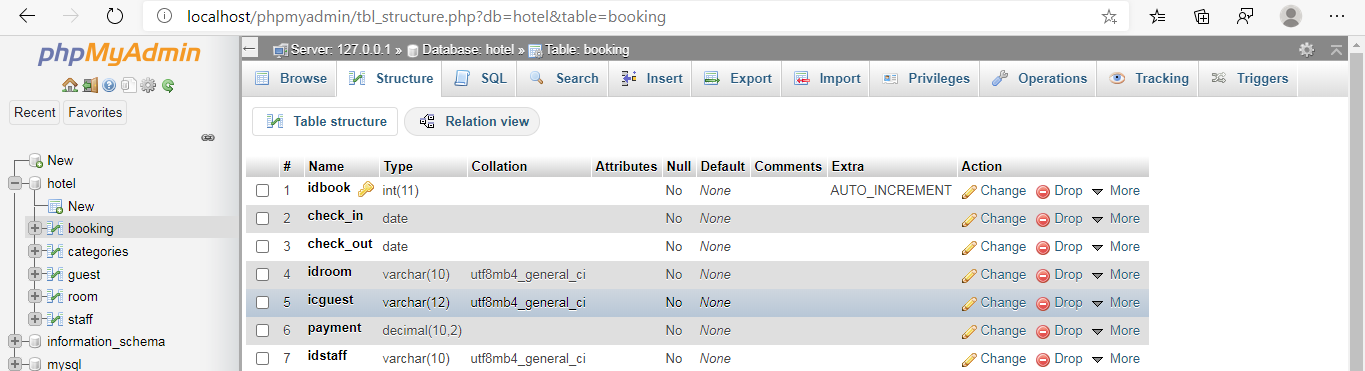 localhost/phpmyadmin/tbl_structure.php?db=hotel&table=booking
phpMyAdmin
Recent Favorites
New
hotel
New
booking
categories
guest
room
staff
information_schema
mysql
Server: 127.0.0.1 » Database: hotel » Table: booking
Browse Structure SQL Search Insert Export Import Privileges Operations Tracking Triggers
Table structure Relation view
# Name Type Collation Attributes Null Default Comments Extra Action
1 idbook int(11) No None AUTO_INCREMENT Change Drop More
2 check_in date No None Change Drop More
3 check_out date No None Change Drop More
4 idroom varchar(10) utf8mb4_general_ci No None Change Drop More
5 icguest varchar(12) utf8mb4_general_ci No None Change Drop More
6 payment decimal(10,2) No None Change Drop More
7 idstaff varchar(10) utf8mb4_general_ci No None Change Drop More